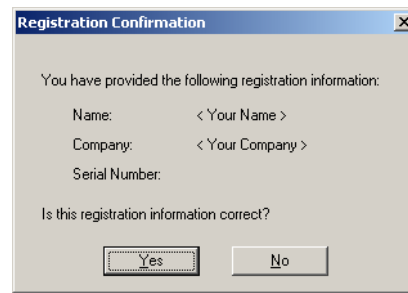 Registration Confirmation
You have provided the following registration information:
Name: < Your Name >
Company: < Your Company >
Serial Number:
Is this registration information correct?
Yes No